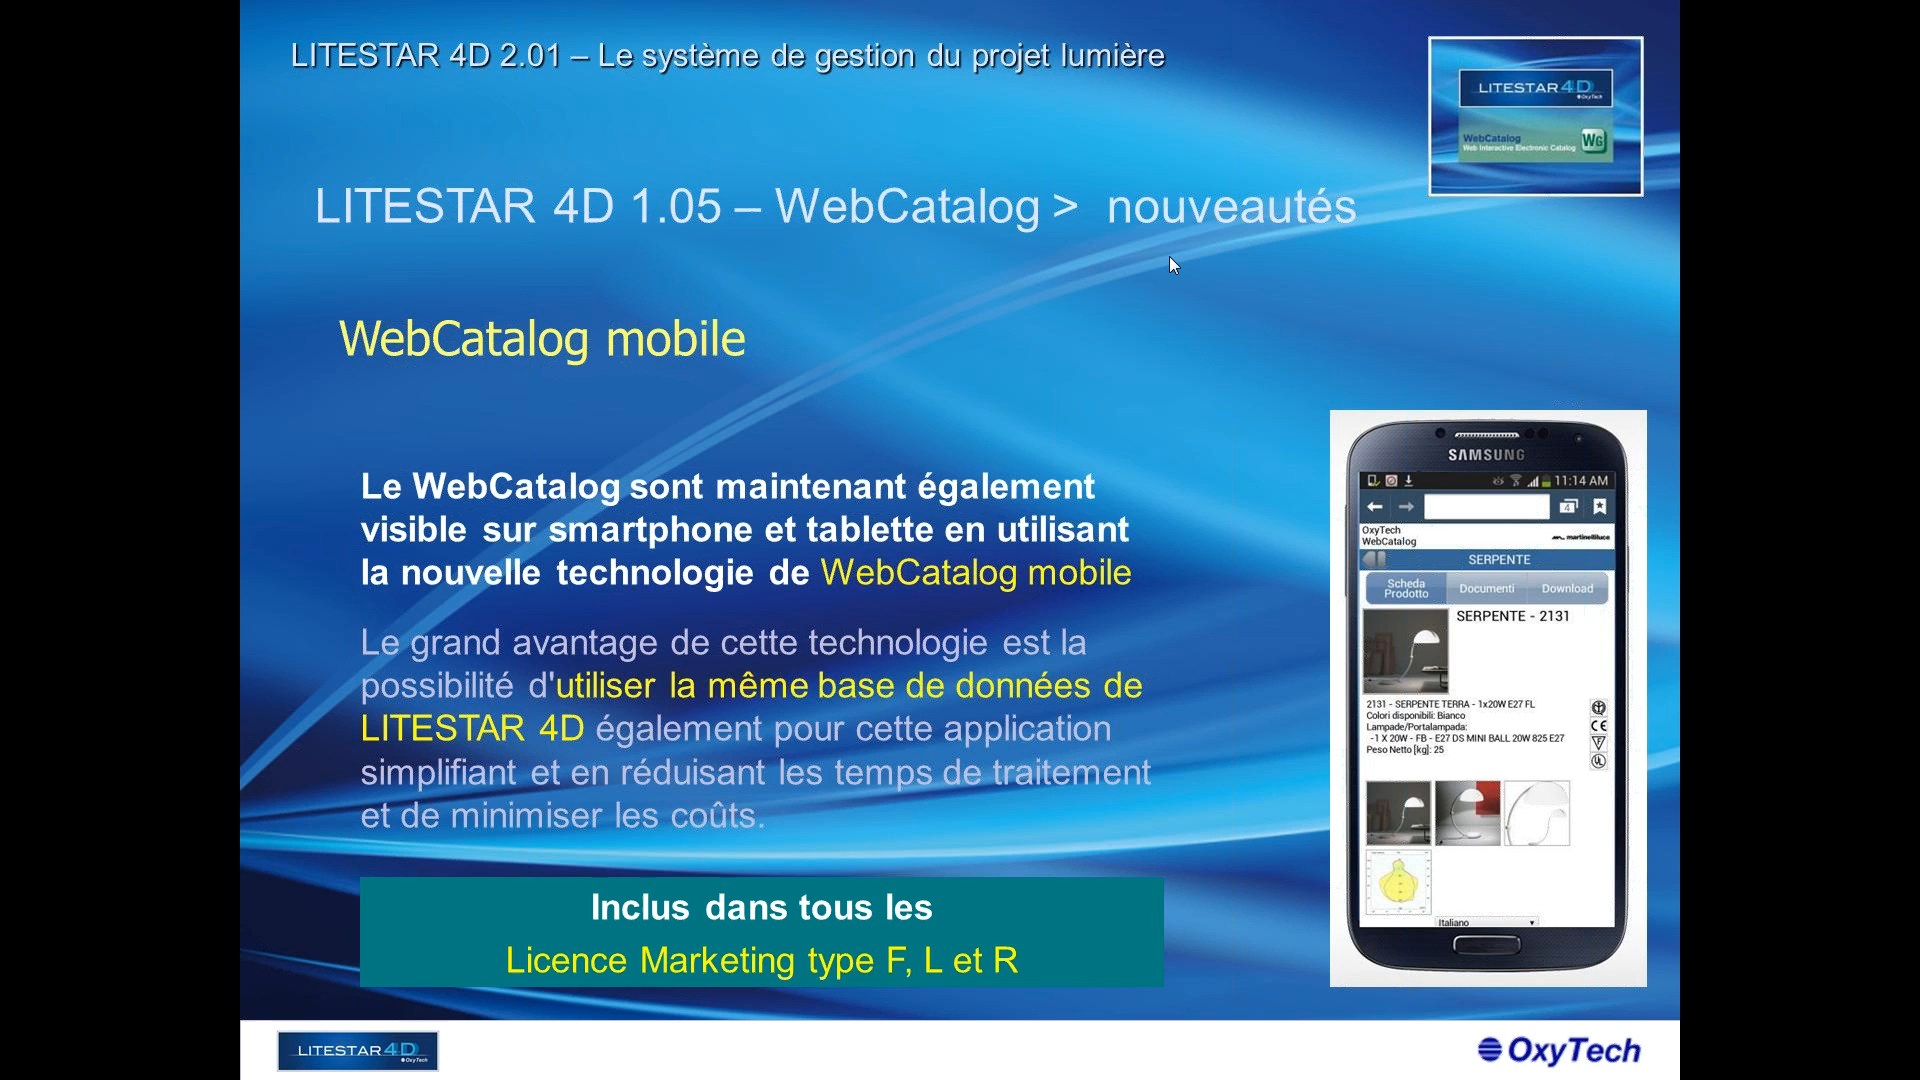 LITESTAR 4D 2.01 – Le système de gestion du projet lumière
LITESTAR 4D
OxyTech
WebCatalog
Web Interactive Electronic Catalog
WG
LITESTAR 4D 1.05 – WebCatalog > nouveautés
WebCatalog mobile
Le WebCatalog sont maintenant également
visible sur smartphone et tablette en utilisant
la nouvelle technologie de WebCatalog mobile
Le grand avantage de cette technologie est la
possibilité d'utiliser la même base de données de
LITESTAR 4D également pour cette application
simplifiant et en réduisant les temps de traitement
et de minimiser les coûts.
Inclus dans tous les
Licence Marketing type F, L et R
SAMSUNG
11:14 AM
4
OxyTech
WebCatalog
martinelliluce
SERPENTE
Scheda
Prodotto
Documenti
Download
SERPENTE - 2131
2131 - SERPENTE TERRA - 1x20W E27 FL
Colori disponibili: Bianco
Lampade/Portalampada:
-1 X 20W - FB - E27 DS MINI BALL 20W 825 E27
Peso Netto [kg]: 25
CE
F
UL
Italiano
LITESTAR 4D
OxyTech
OxyTech